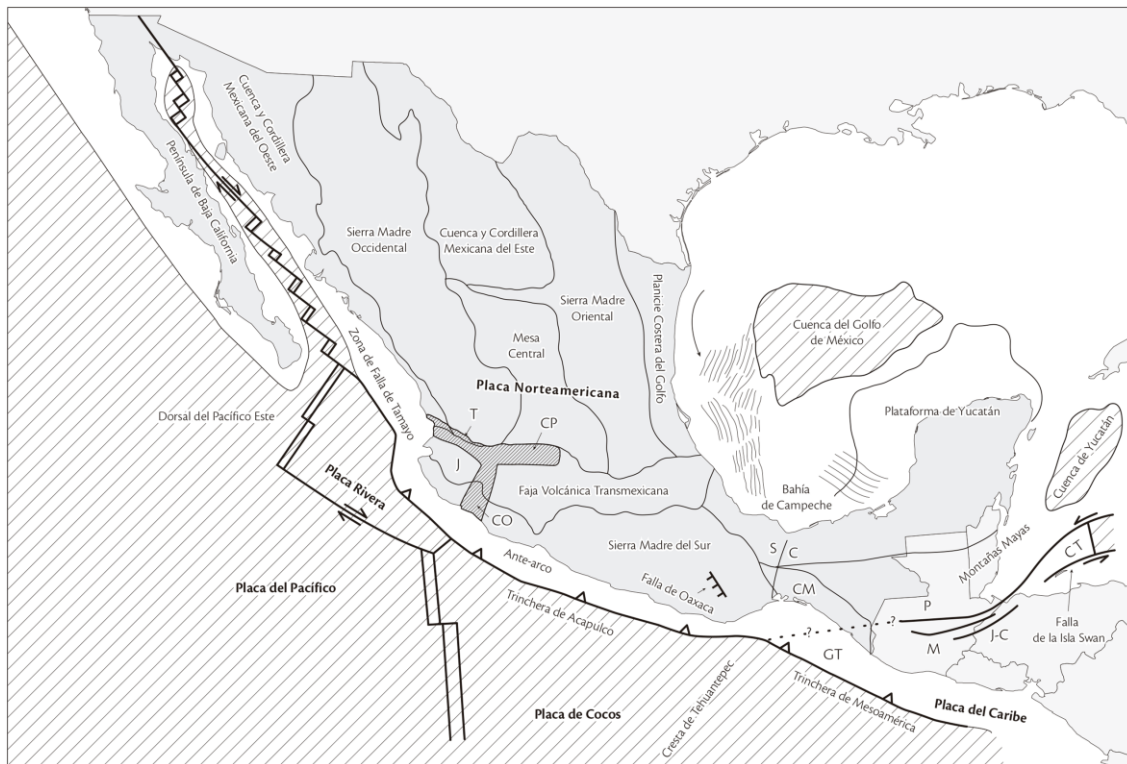 Cuenca y Cordillera
Mexicana del Oeste
Península de Baja California
Sierra Madre
Occidental
Cuenca y Cordillera
Mexicana del Este
Sierra Madre
Oriental
Planicie Costera del Golfo
Cuenca del Golfo
de México
Mesa
Central
Zona de Falla de Tamayo
Placa Norteamericana
Dorsal del Pacífico Este
Plataforma de Yucatán
Cuenca de Yucatán
T
CP
J
Placa Rivera
Faja Volcánica Transmexicana
Bahía
de Campeche
CO
Sierra Madre del Sur
S
C
Montañas Mayas
CT
Ante-arco
Placa del Pacífico
Falla de Oaxaca
CM
Trinchera de Acapulco
P
Falla
de la Isla Swan
?
?
J-C
M
GT
Trinchera de Mesoamérica
Placa del Caribe
Placa de Cocos
Cresta de Tehuantepec